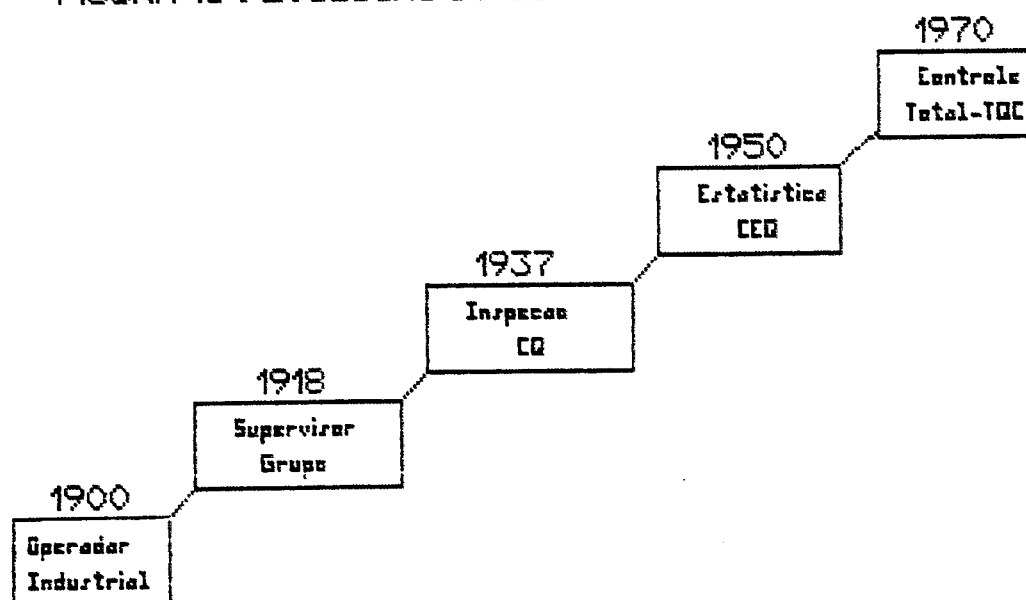 1970
Controle
Total-TQC
1950
Estatistica
CEQ
1937
Inspecao
CQ
1918
Supervisor
Grupo
1900
Operador
Industrial